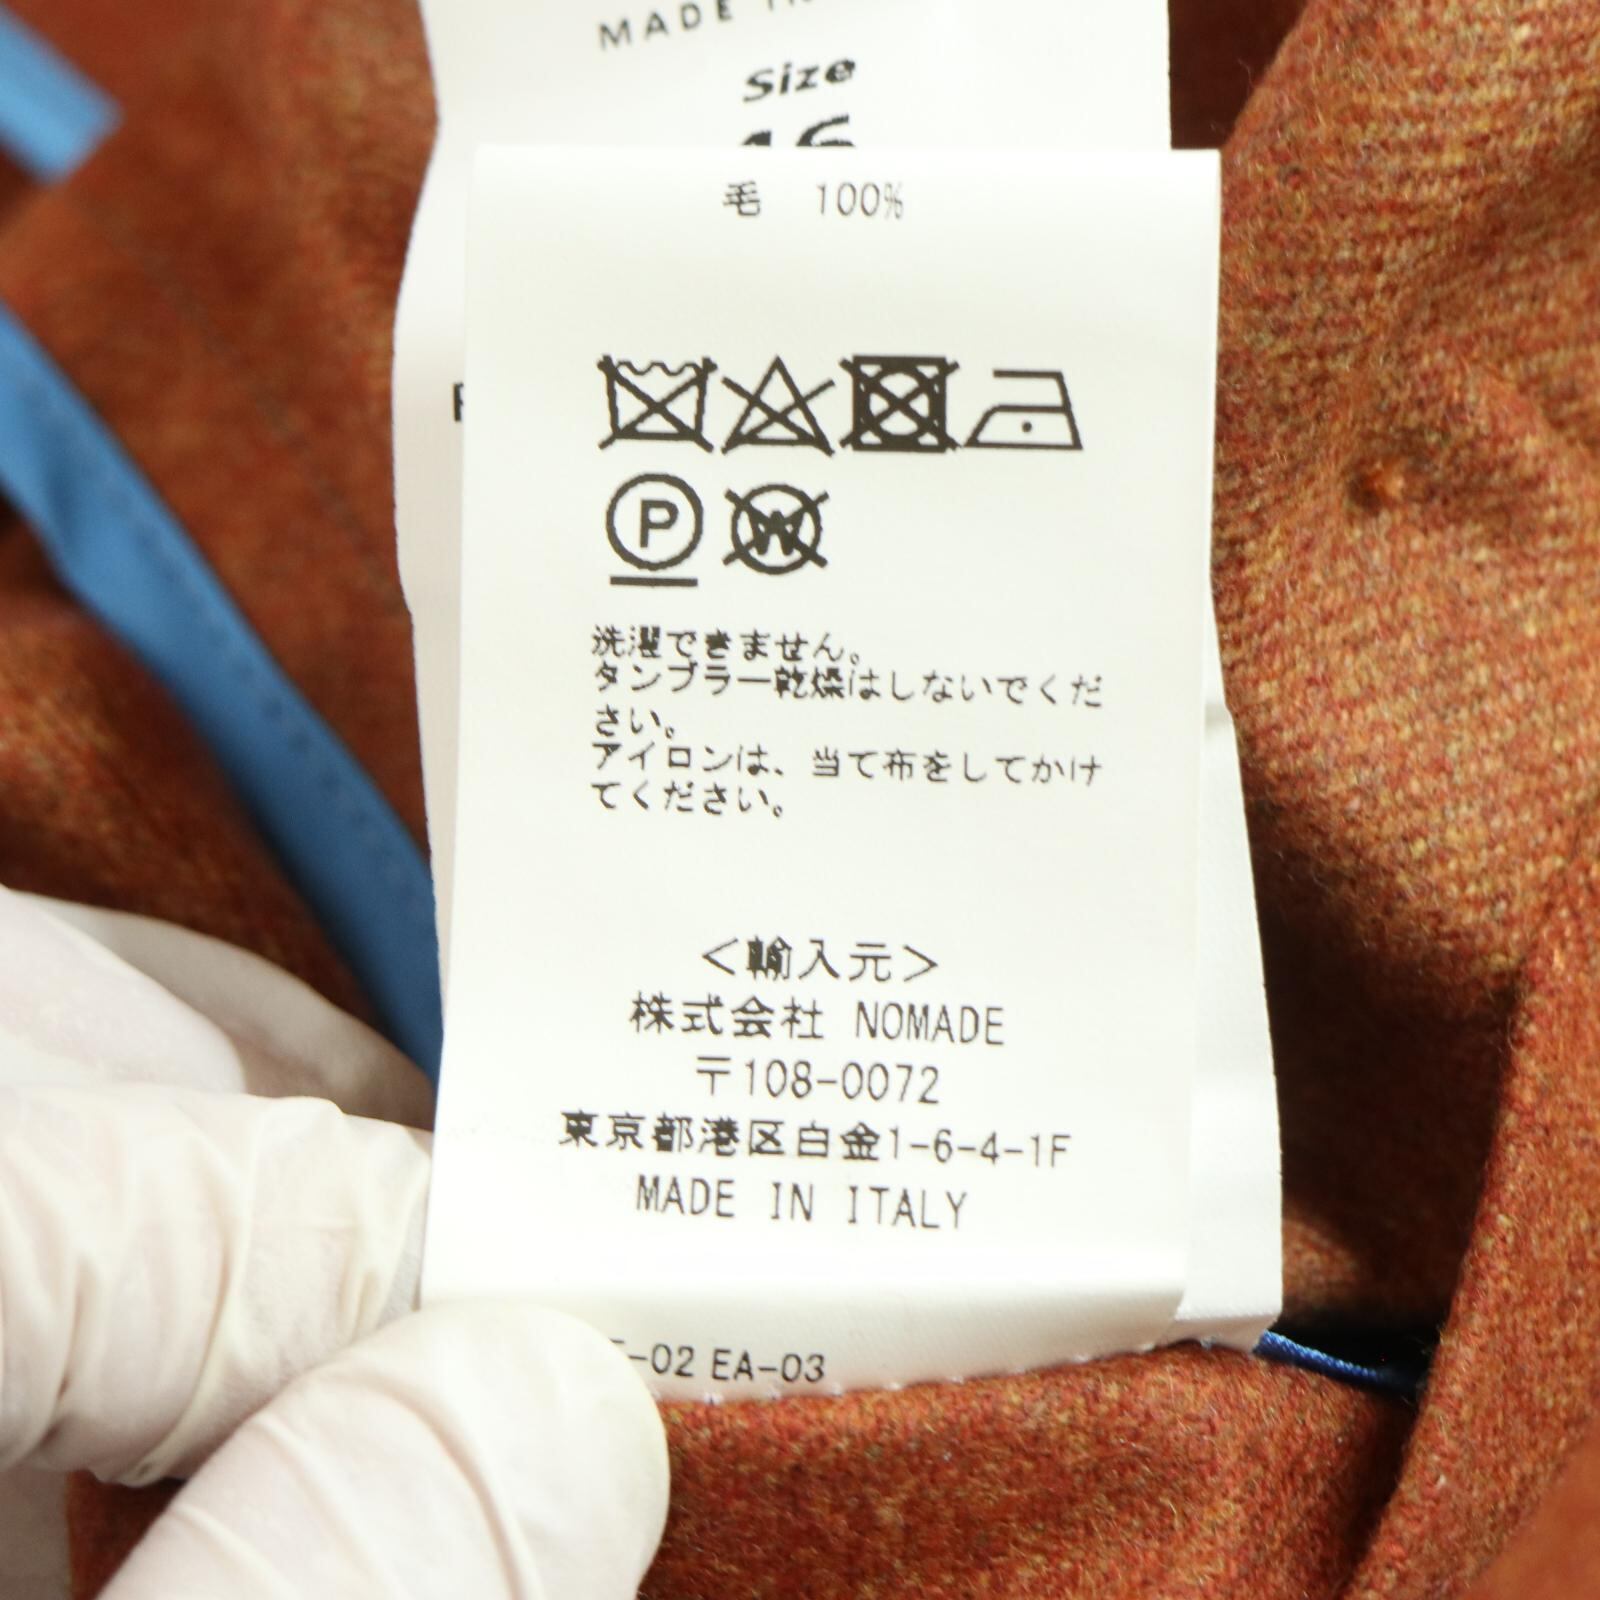 MADE
Size
毛 100%
P
W
洗濯できません。
タンブラー乾燥はしないでくだ
さい。
アイロンは、当て布をしてかけ
てください。
<輸入元>
株式会社 NOMADE
〒108-0072
東京都港区白金1-6-4-1F
MADE IN ITALY
-02 EA-03